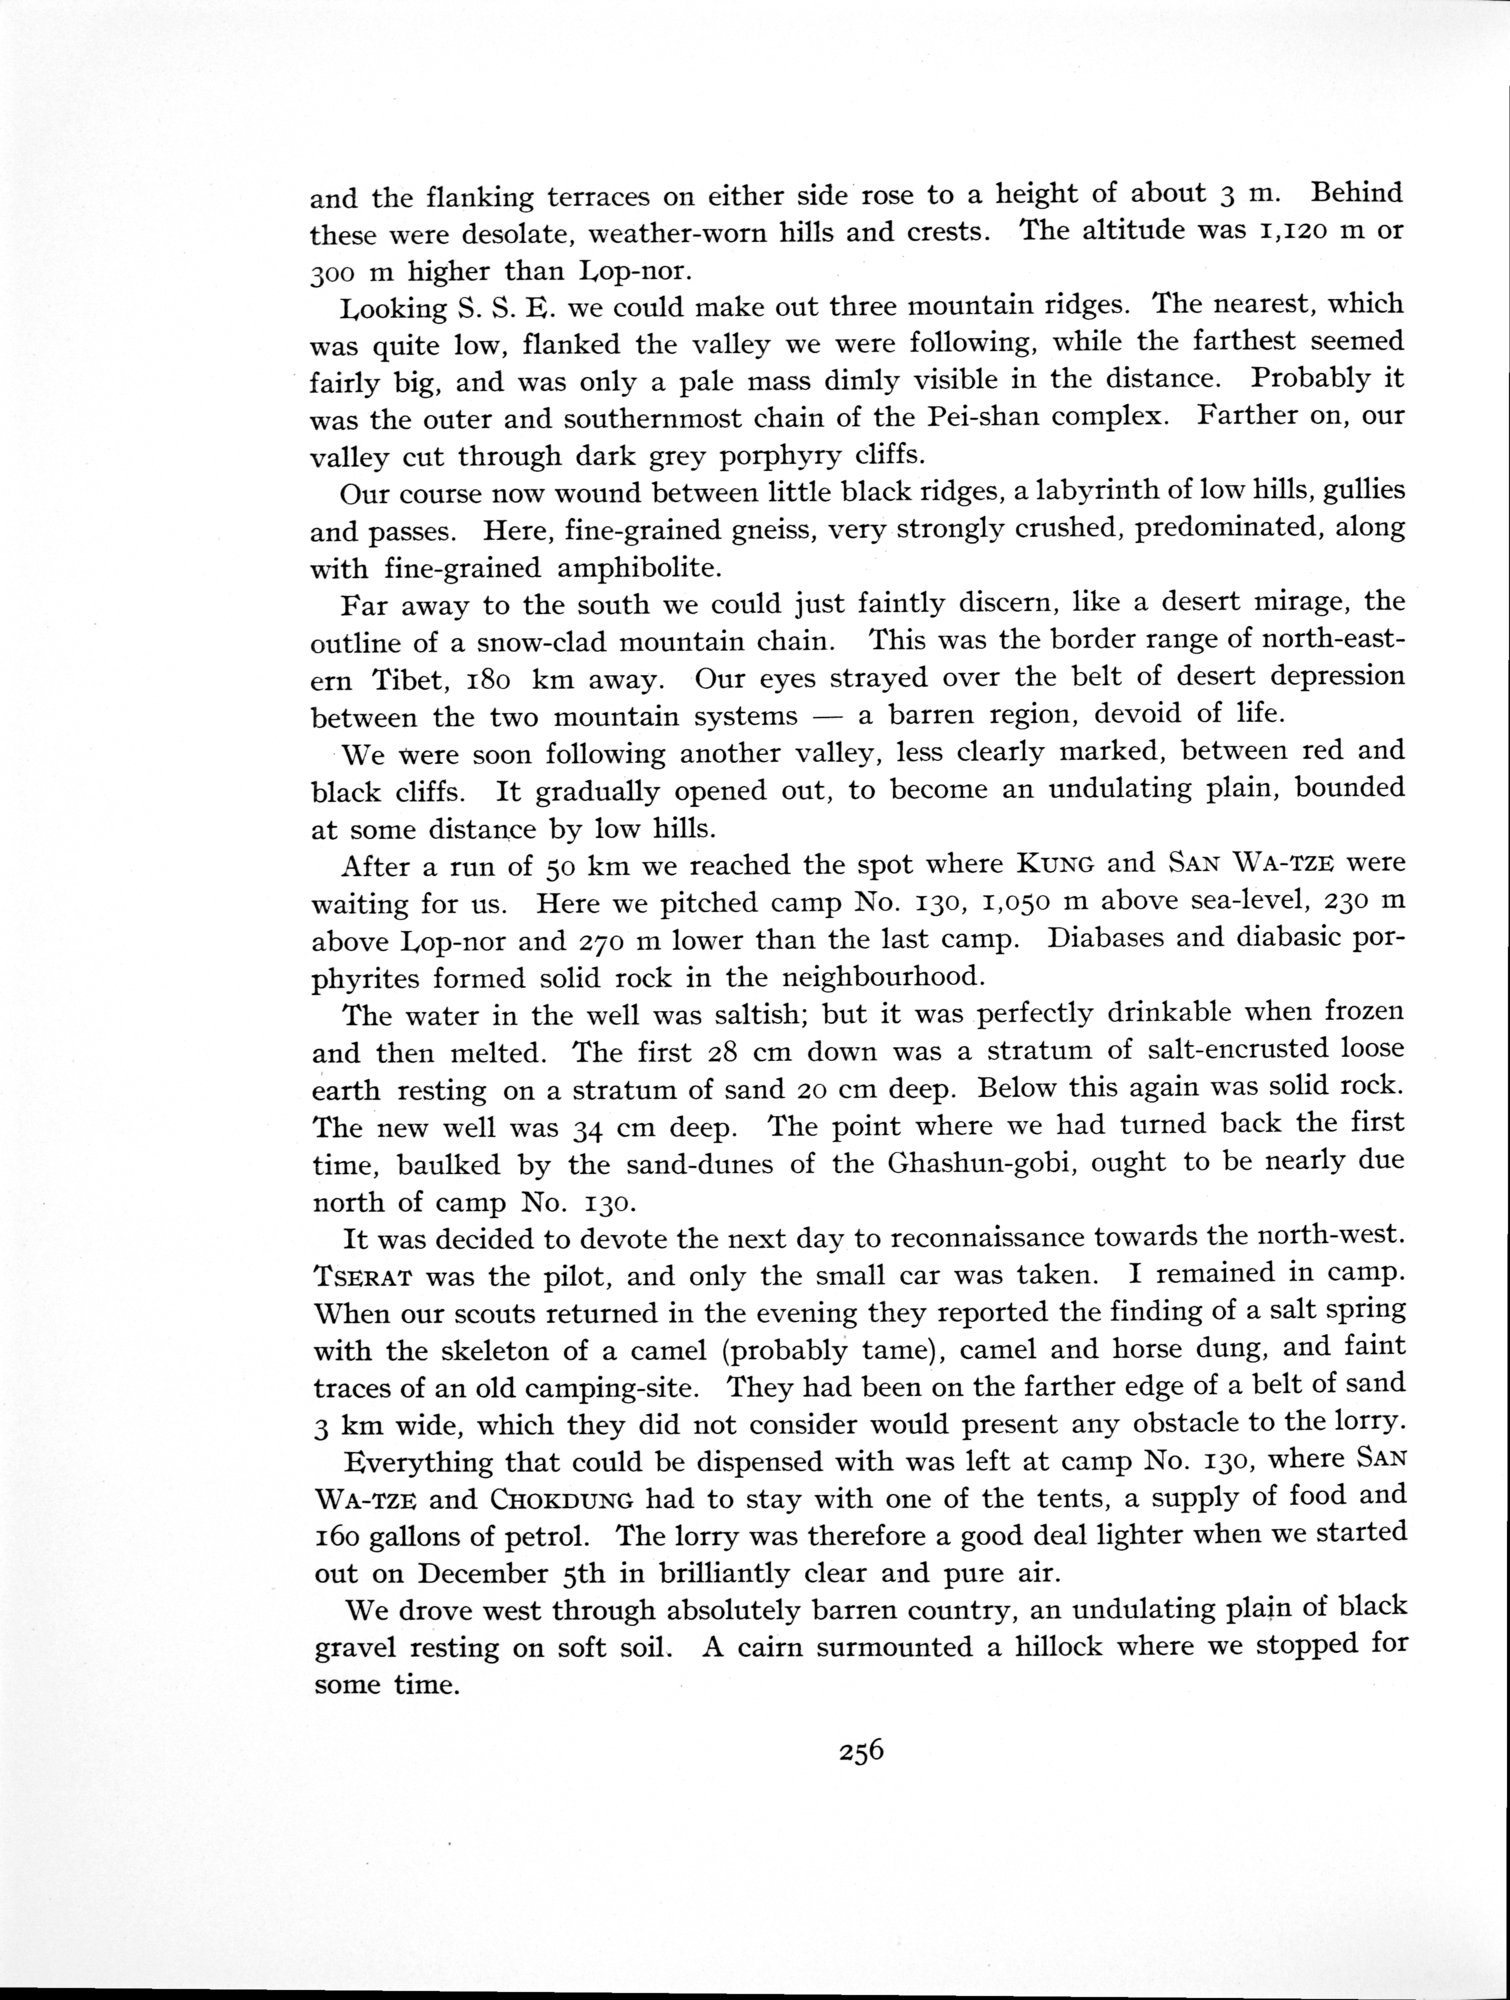 and the flanking terraces on either side rose to a height of about 3 m. Behind
these were desolate, weather-worn hills and crests. The altitude was 1,120 m or
300 m higher than Lop-nor.
Looking S. S. E. we could make out three mountain ridges. The nearest, which
was quite low, flanked the valley we were following, while the farthest seemed
fairly big, and was only a pale mass dimly visible in the distance. Probably it
was the outer and southernmost chain of the Pei-shan complex. Farther on, our
valley cut through dark grey porphyry cliffs.
Our course now wound between little black ridges, a labyrinth of low hills, gullies
and passes. Here, fine-grained gneiss, very strongly crushed, predominated, along
with fine-grained amphibolite.
Far away to the south we could just faintly discern, like a desert mirage, the
outline of a snow-clad mountain chain. This was the border range of north-east-
ern Tibet, 180 km away. Our eyes strayed over the belt of desert depression
between the two mountain systems — a barren region, devoid of life.
We were soon following another valley, less clearly marked, between red and
black cliffs. It gradually opened out, to become an undulating plain, bounded
at some distance by low hills.
After a run of 50 km we reached the spot where KUNG and SAN WA-TZE were
waiting for us. Here we pitched camp No. 130, 1,050 m above sea-level, 230 m
above Lop-nor and 270 m lower than the last camp. Diabases and diabasic por-
phyrites formed solid rock in the neighbourhood.
The water in the well was saltish; but it was perfectly drinkable when frozen
and then melted. The first 28 cm down was a stratum of salt-encrusted loose
earth resting on a stratum of sand 20 cm deep. Below this again was solid rock.
The new well was 34 cm deep. The point where we had turned back the first
time, baulked by the sand-dunes of the Ghashun-gobi, ought to be nearly due
north of camp No. 130.
It was decided to devote the next day to reconnaissance towards the north-west.
TSERAT was the pilot, and only the small car was taken. I remained in camp.
When our scouts returned in the evening they reported the finding of a salt spring
with the skeleton of a camel (probably tame), camel and horse dung, and faint
traces of an old camping-site. They had been on the farther edge of a belt of sand
3 km wide, which they did not consider would present any obstacle to the lorry.
Everything that could be dispensed with was left at camp No. 130, where SAN
WA-TZE and CHOKDUNG had to stay with one of the tents, a supply of food and
160 gallons of petrol. The lorry was therefore a good deal lighter when we started
out on December 5th in brilliantly clear and pure air.
We drove west through absolutely barren country, an undulating plain of black
gravel resting on soft soil. A cairn surmounted a hillock where we stopped for
some time.
256